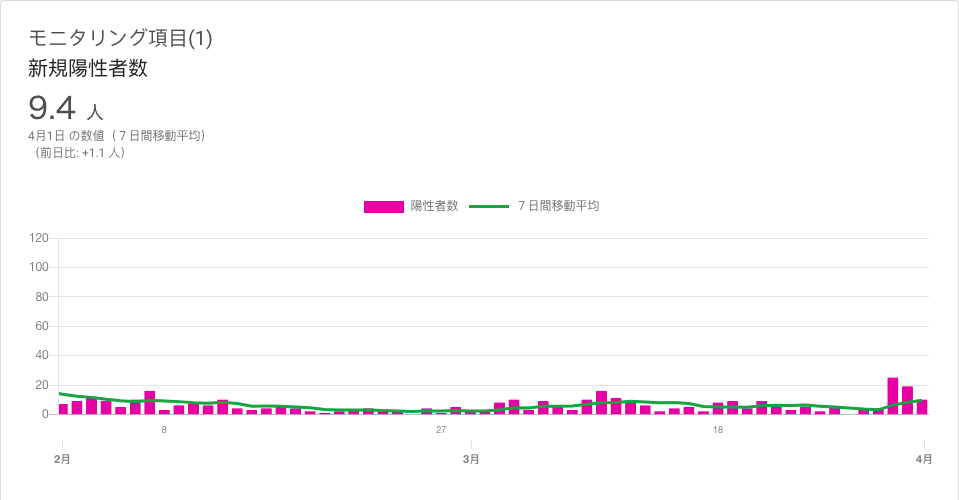 モニタリング項目(1)
新規陽性者数
9.4 人
4月1日 の数値（７日間移動平均）
（前日比: +1.1 人）
陽性者数 ７日間移動平均
120
100
80
60
40
20
0
8 27 18
2月 3月 4月